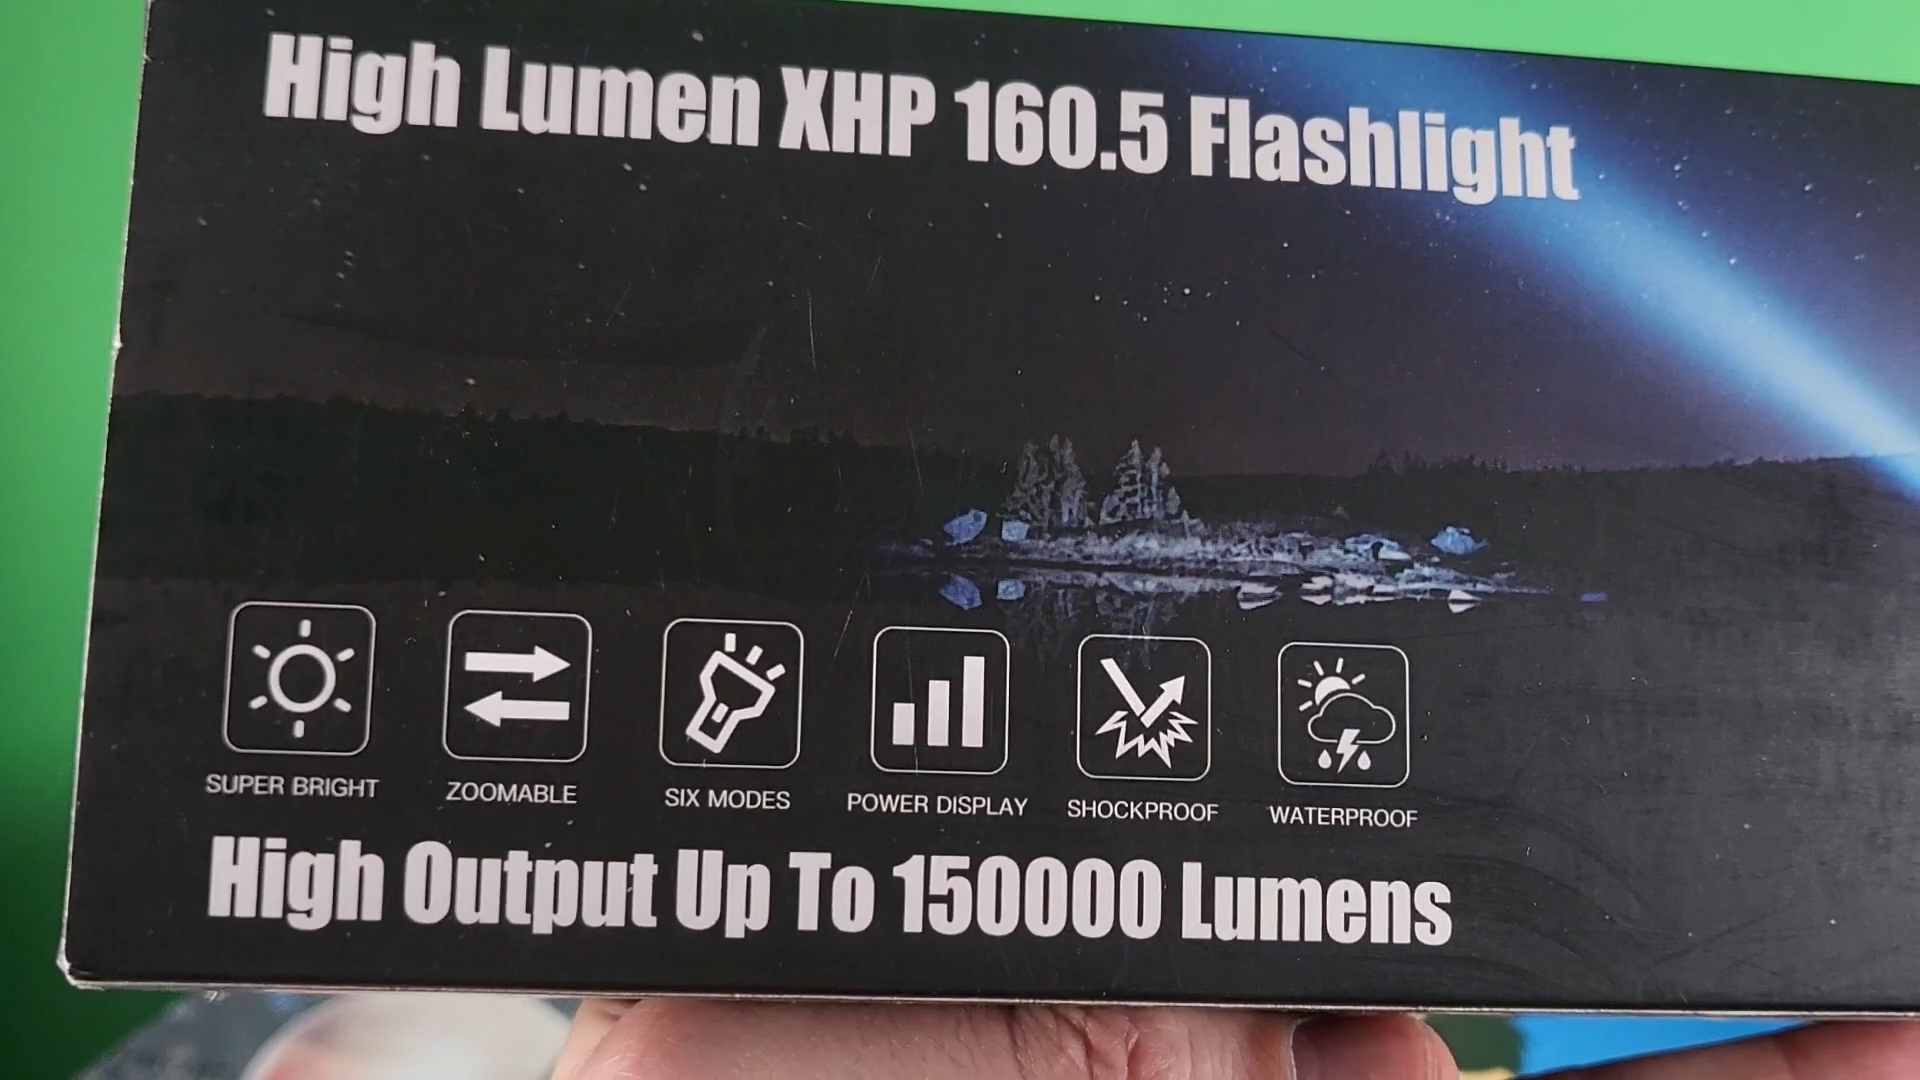 High Lumen XHP 160.5 Flashlight
SUPER BRIGHT
ZOOMABLE
SIX MODES
POWER DISPLAY
SHOCKPROOF
WATERPROOF
High Output Up To 150000 Lumens